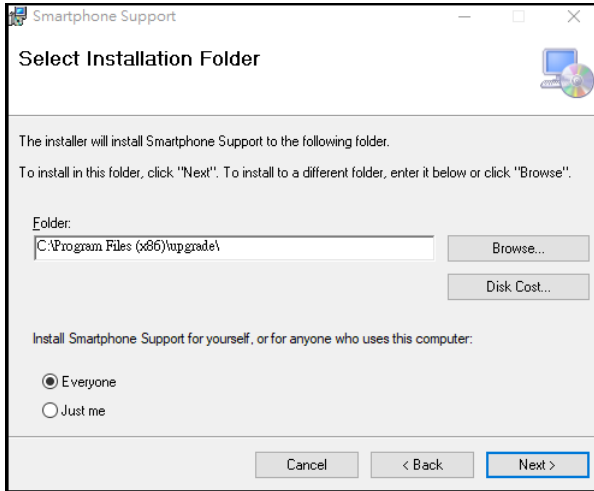 Smartphone Support
Select Installation Folder
The installer will install Smartphone Support to the following folder.
To install in this folder, click "Next". To install to a different folder, enter it below or click "Browse".
Folder:
C:\Program Files (x86)\upgrade\
Browse...
Disk Cost...
Install Smartphone Support for yourself, or for anyone who uses this computer:
Everyone
Just me
Cancel
< Back
Next >